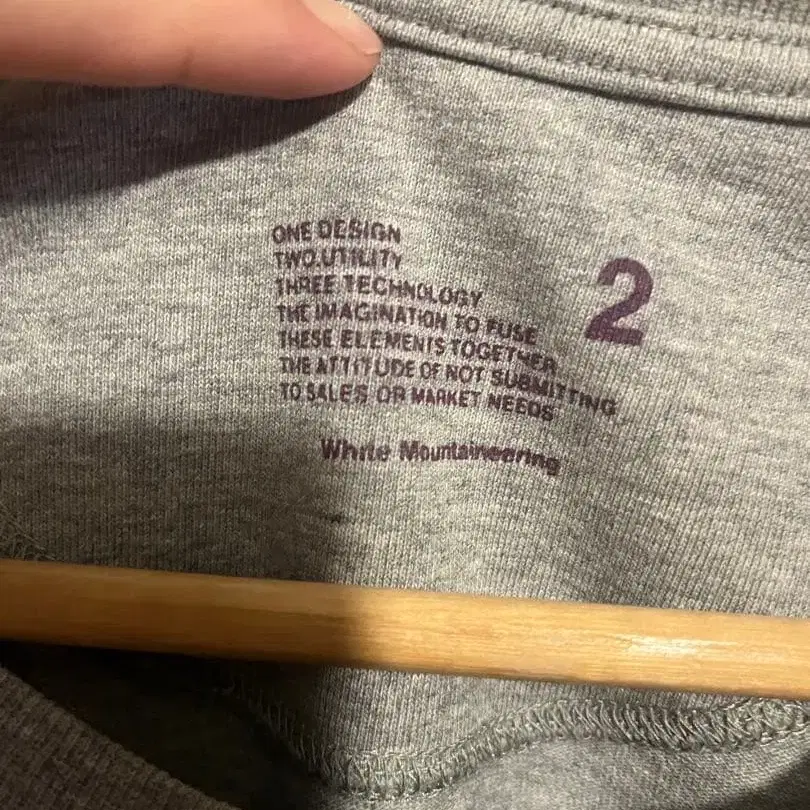 ONE DESIGN
TWO.UTILITY
THREE TECHNOLOGY
THE IMAGINATION TO FUSE
THESE ELEMENTS TOGETHER
THE ATTITUDE OF NOT SUBMITTING
TO SALES OR MARKET NEEDS
White Mountaineering
2